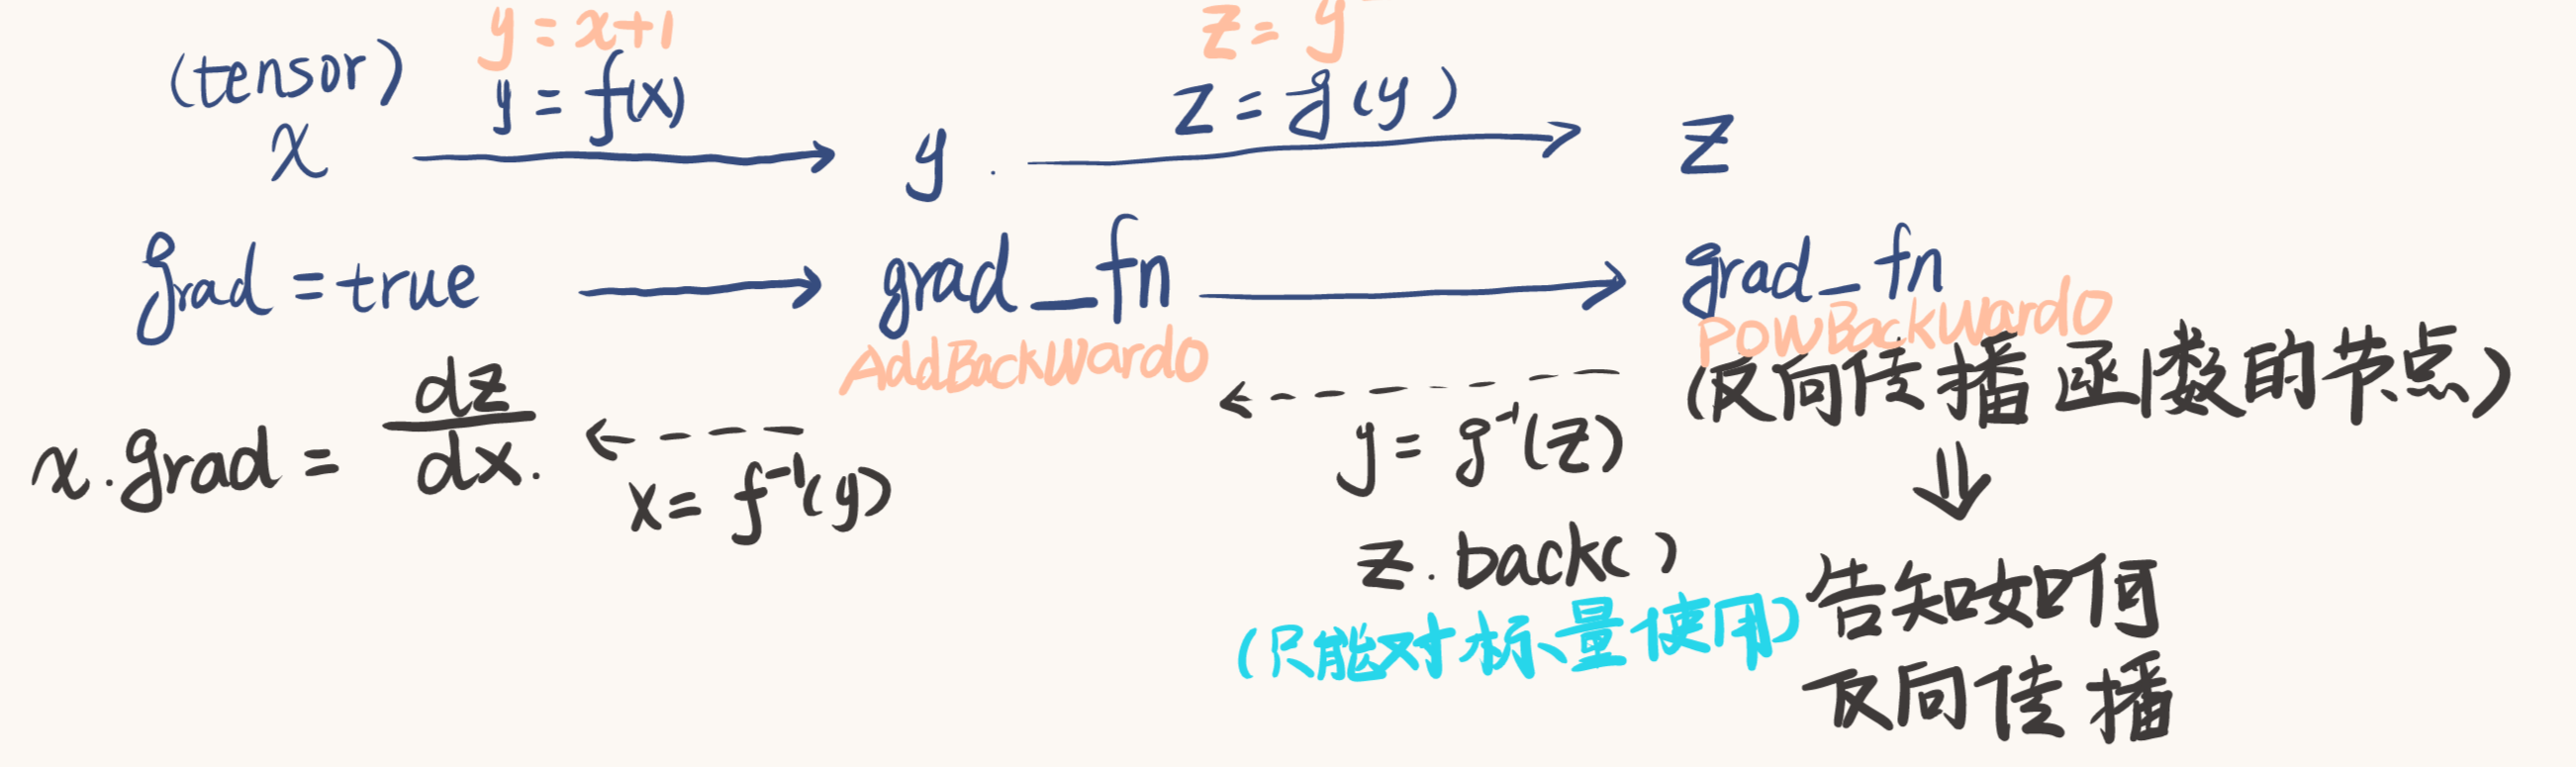 y = x+1
z = y
(tensor)
y = f(x)
z = g(y)
x
y.
z
grad = true
grad_fn
grad_fn
AddBackWard0
PowBackWard0
(反向传播函数的节点)
x.grad = dz/dx.
x = f⁻¹(y)
y = g⁻¹(z)
z.back()
(只能对标量使用)
告知如何
反向传播